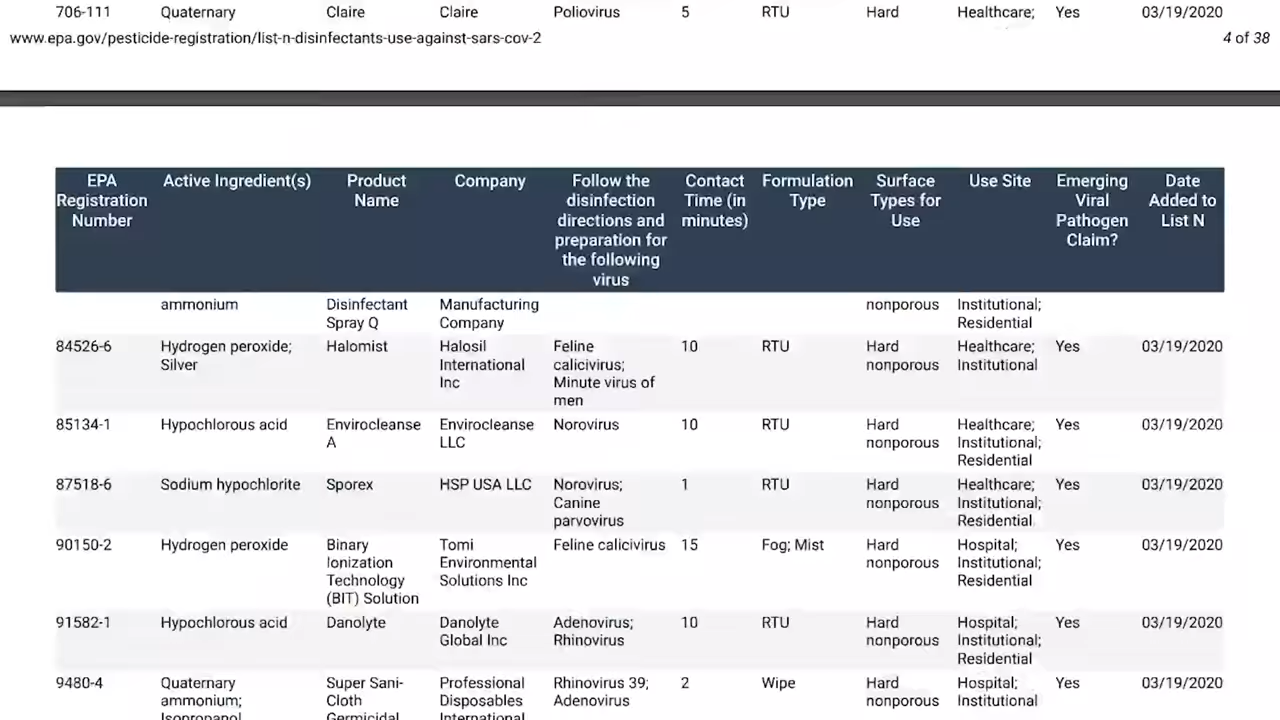 706-111 Quaternary Claire Claire Poliovirus 5 RTU Hard Healthcare; Yes 03/19/2020
www.epa.gov/pesticide-registration/list-n-disinfectants-use-against-sars-cov-2 4 of 38
EPA Active Ingredient(s) Product Company Follow the Contact Formulation Surface Use Site Emerging Date
Registration Name disinfection Time (in Type Types for Viral Added to
Number directions and minutes) Use Pathogen List N
preparation for Claim?
the following
virus
ammonium Disinfectant Manufacturing nonporous Institutional;
Spray Q Company Residential
84526-6 Hydrogen peroxide; Halomist Halosil Feline 10 RTU Hard Healthcare; Yes 03/19/2020
Silver International calicivirus; nonporous Institutional
Inc Minute virus of
men
85134-1 Hypochlorous acid Envirocleanse Envirocleanse Norovirus 10 RTU Hard Healthcare; Yes 03/19/2020
A LLC nonporous Institutional;
Residential
87518-6 Sodium hypochlorite Sporex HSP USA LLC Norovirus; 1 RTU Hard Healthcare; Yes 03/19/2020
Canine nonporous Institutional;
parvovirus Residential
90150-2 Hydrogen peroxide Binary Tomi Feline calicivirus 15 Fog; Mist Hard Hospital; Yes 03/19/2020
Ionization Environmental nonporous Institutional;
Technology Solutions Inc Residential
(BIT) Solution
91582-1 Hypochlorous acid Danolyte Danolyte Adenovirus; 10 RTU Hard Hospital; Yes 03/19/2020
Global Inc Rhinovirus nonporous Institutional;
Residential
9480-4 Quaternary Super Sani- Professional Rhinovirus 39; 2 Wipe Hard Hospital; Yes 03/19/2020
ammonium; Cloth Disposables Adenovirus nonporous Institutional
Isopropanol Germicidal International